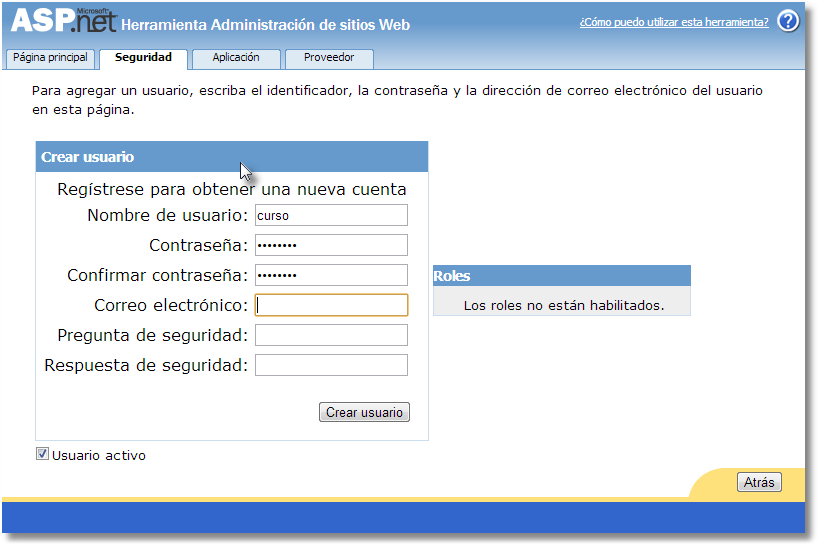 ASP.net Microsoft Herramienta Administración de sitios Web
¿Cómo puedo utilizar esta herramienta? ?
Página principal Seguridad Aplicación Proveedor
Para agregar un usuario, escriba el identificador, la contraseña y la dirección de correo electrónico del usuario
en esta página.
Crear usuario
Regístrese para obtener una nueva cuenta
Nombre de usuario: curso
Contraseña: ••••••••
Confirmar contraseña: ••••••••
Correo electrónico:
Pregunta de seguridad:
Respuesta de seguridad:
Crear usuario
Usuario activo
Roles
Los roles no están habilitados.
Atrás